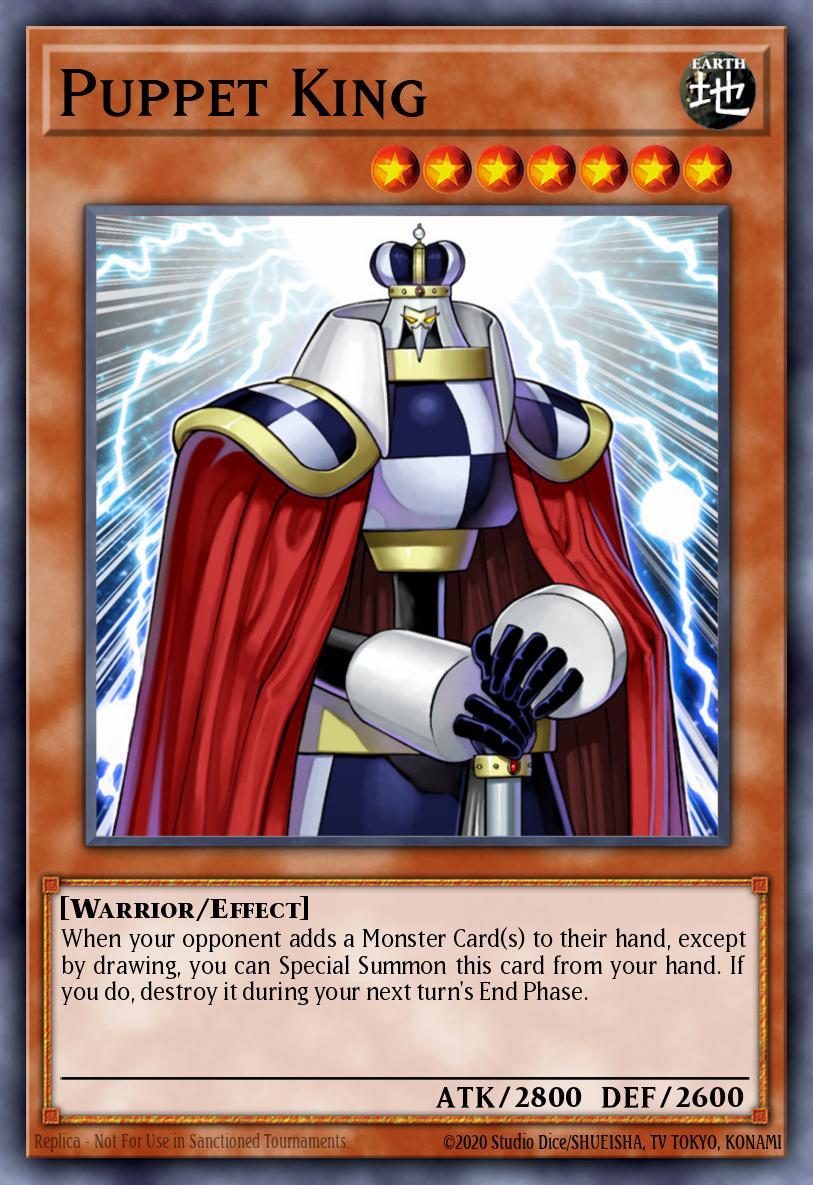 Puppet King
EARTH
地
[Warrior/Effect]
When your opponent adds a Monster Card(s) to their hand, except
by drawing, you can Special Summon this card from your hand. If
you do, destroy it during your next turn's End Phase.
ATK/2800 DEF/2600
Replica - Not For Use in Sanctioned Tournaments.
©2020 Studio Dice/SHUEISHA, TV TOKYO, KONAMI